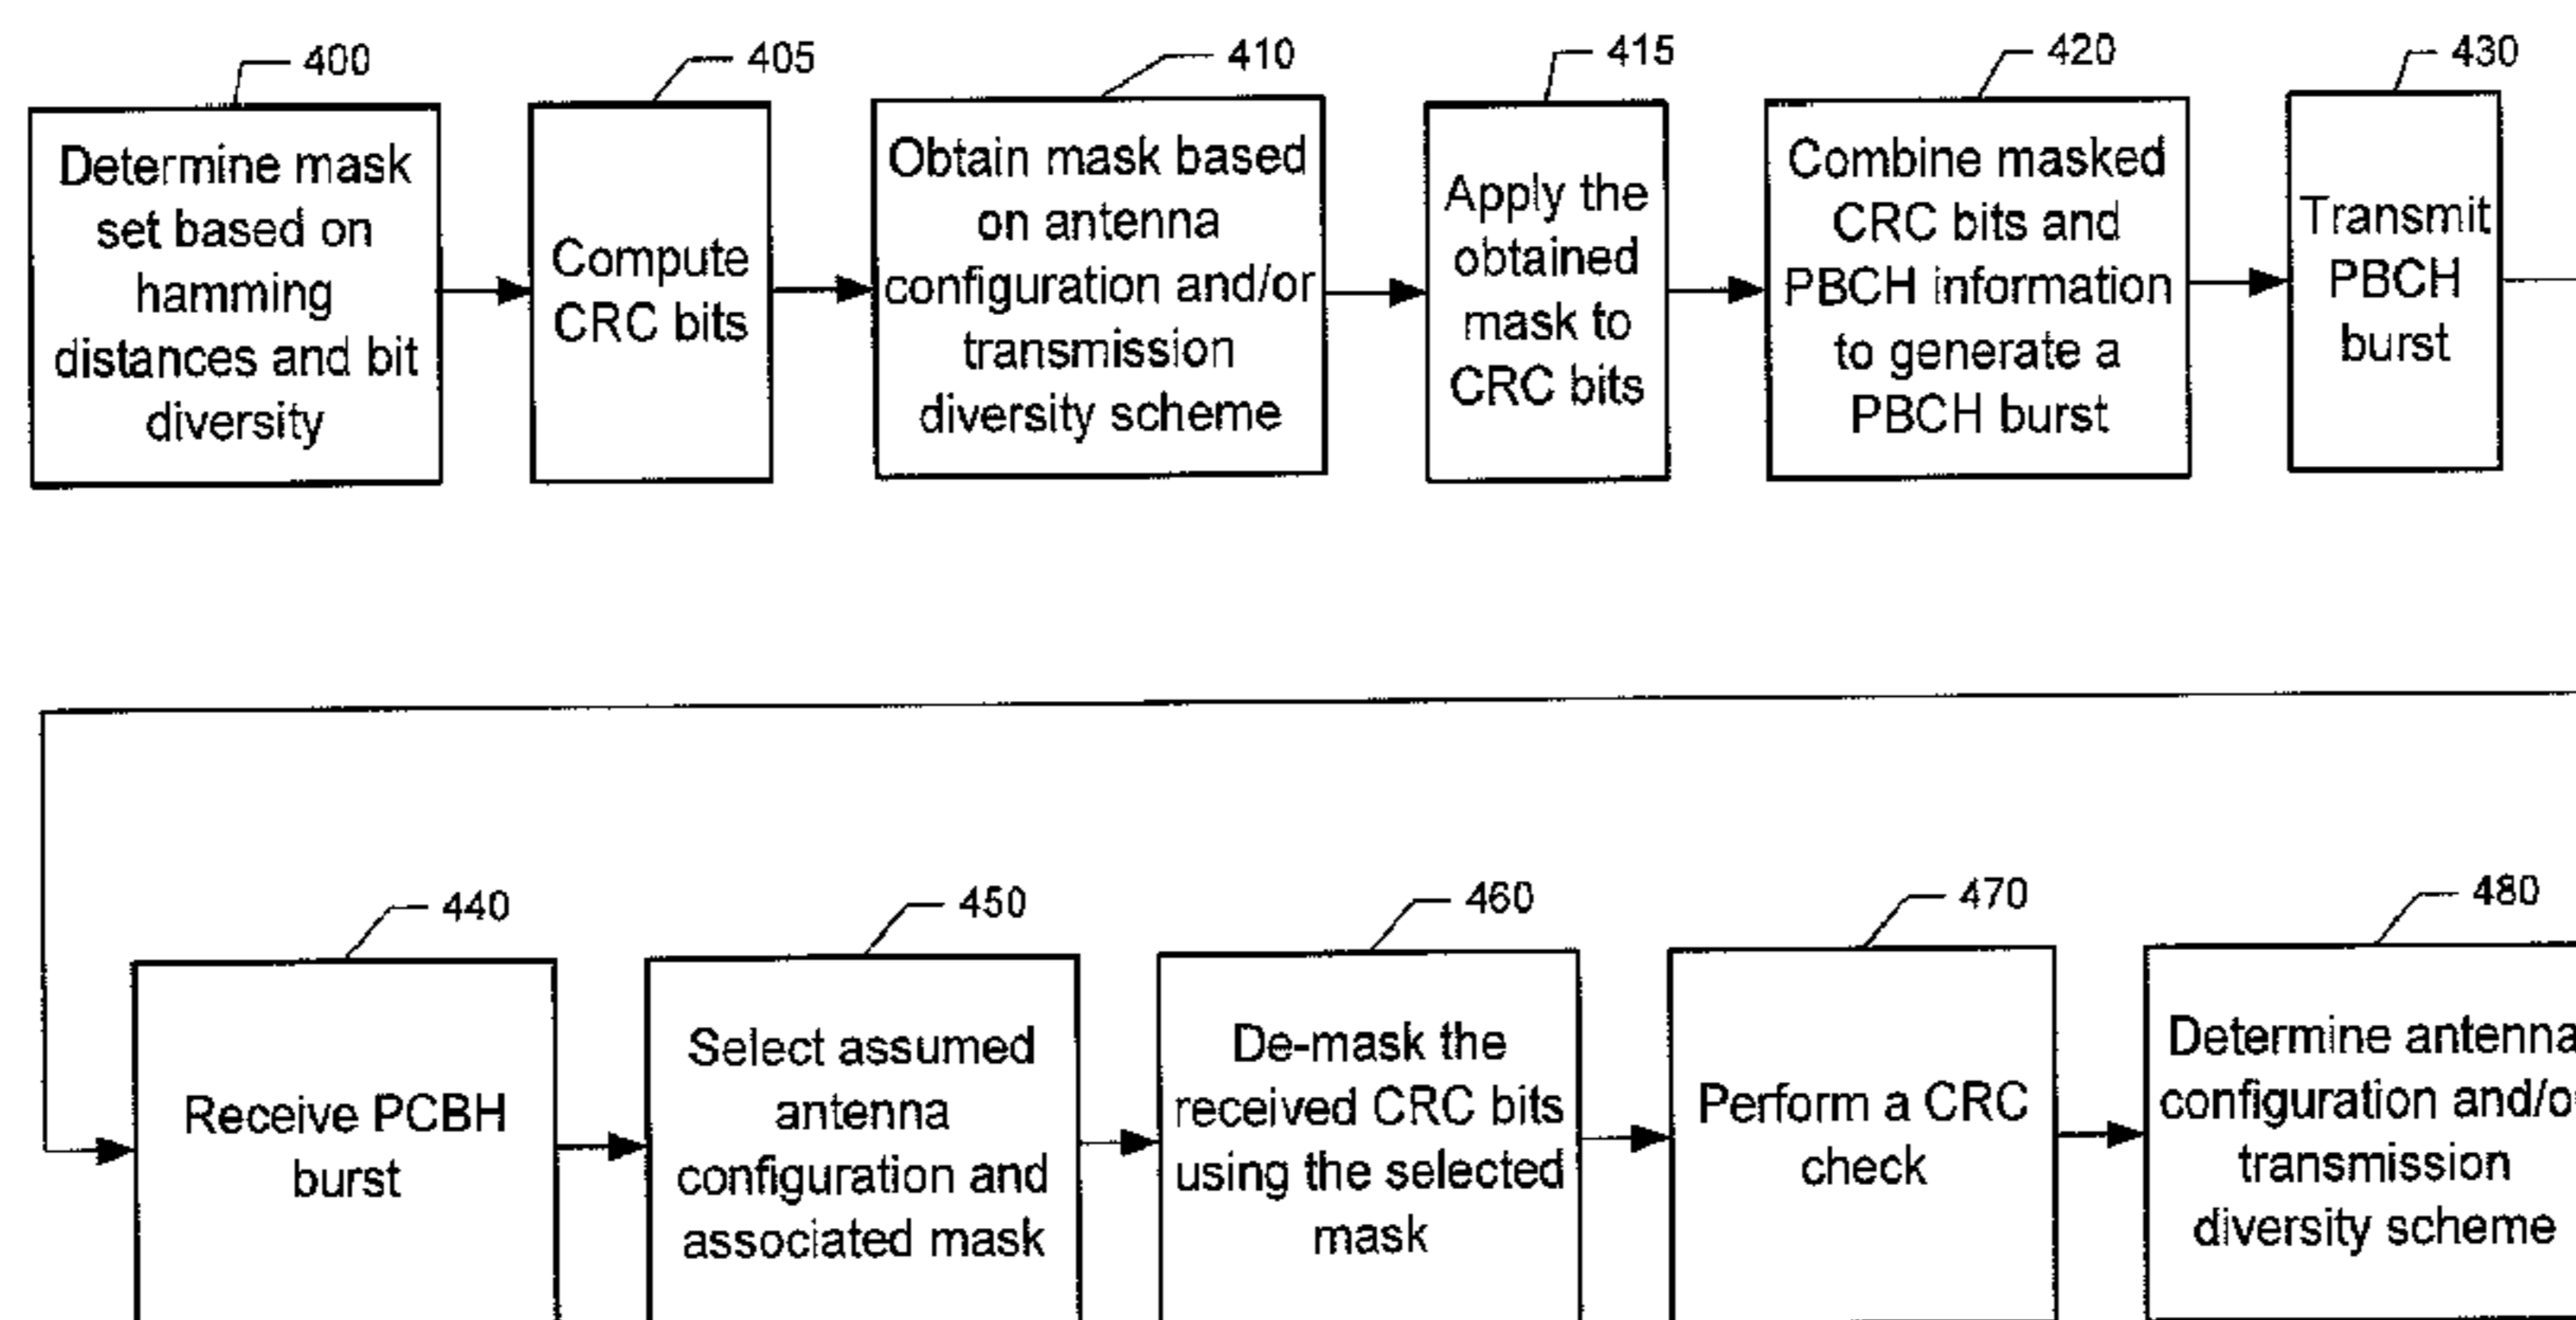 400
Determine mask
set based on
hamming
distances and bit
diversity
405
Compute
CRC bits
410
Obtain mask based
on antenna
configuration and/or
transmission
diversity scheme
415
Apply the
obtained
mask to
CRC bits
420
Combine masked
CRC bits and
PBCH information
to generate a
PBCH burst
430
Transmit
PBCH
burst
440
Receive PCBH
burst
450
Select assumed
antenna
configuration and
associated mask
460
De-mask the
received CRC bits
using the selected
mask
470
Perform a CRC
check
480
Determine antenna
configuration and/or
transmission
diversity scheme